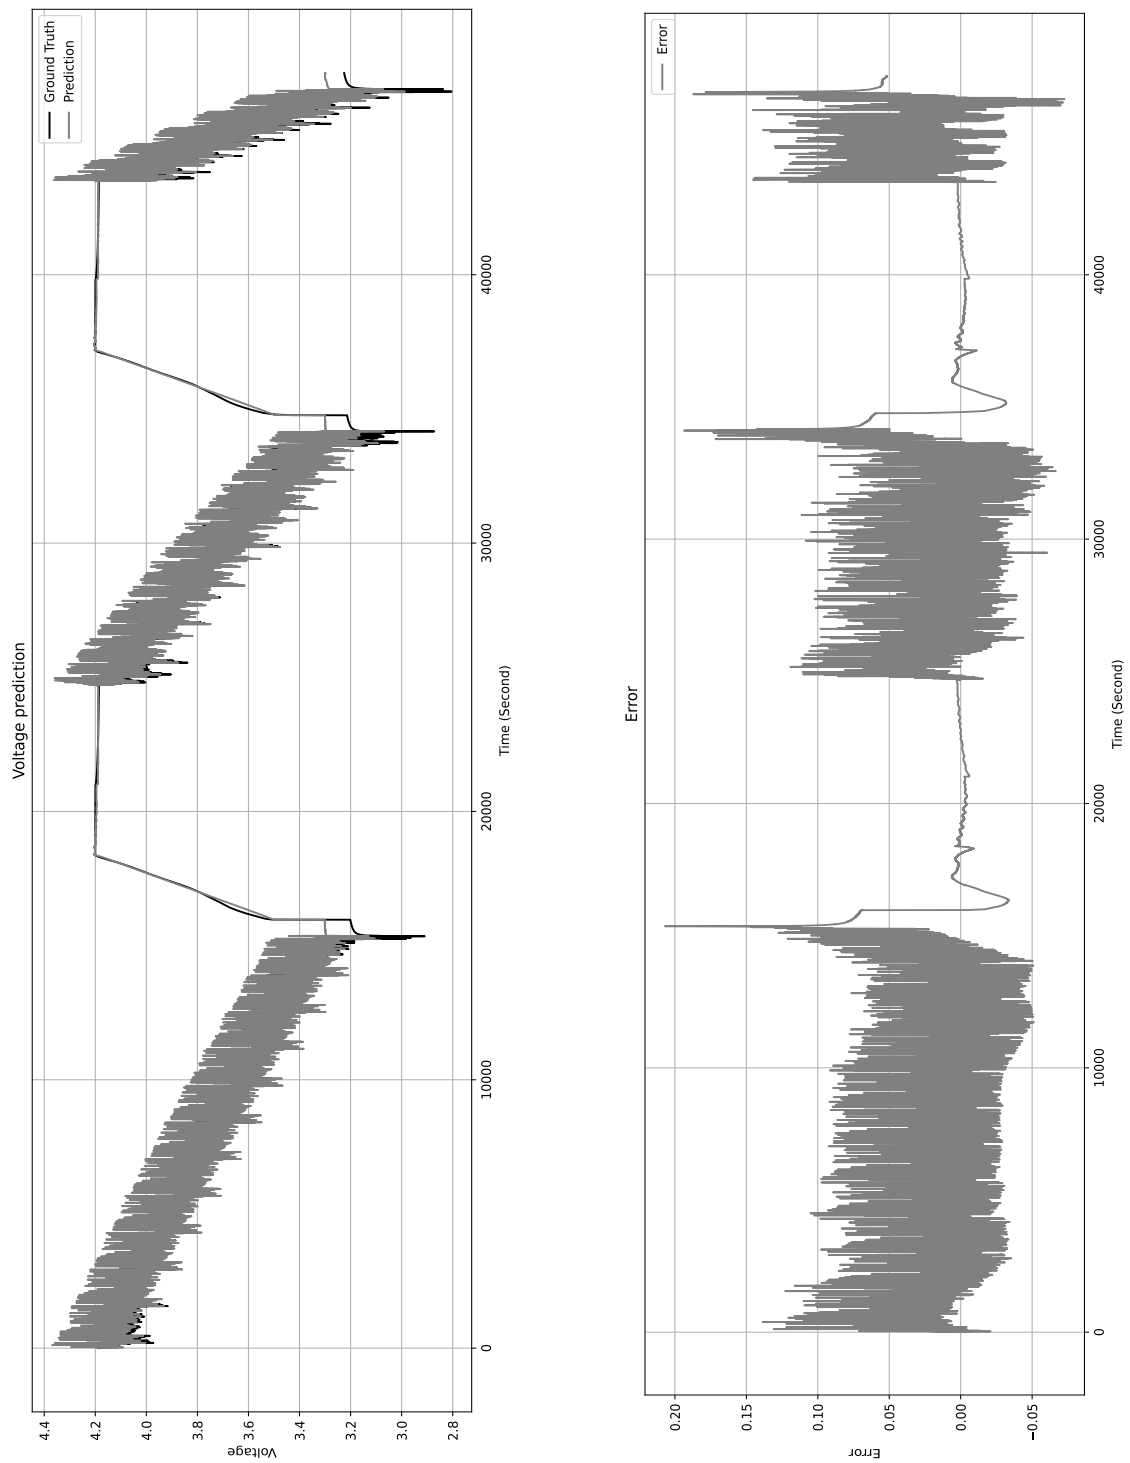 Voltage prediction
Ground Truth
Prediction
4.4
4.2
4.0
3.8
3.6
3.4
3.2
3.0
2.8
Voltage
0
10000
20000
30000
40000
Time (Second)
Error
Error
0.20
0.15
0.10
0.05
0.00
−0.05
Error
0
10000
20000
30000
40000
Time (Second)